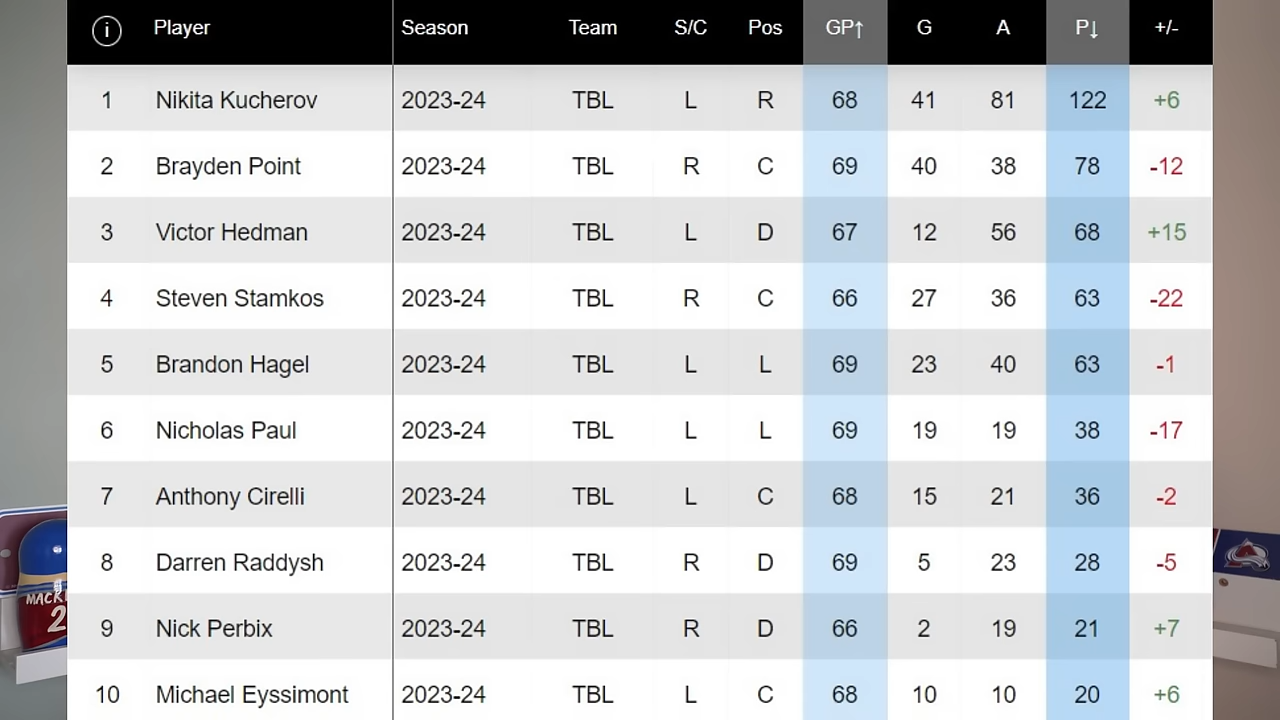 i Player Season Team S/C Pos GP↑ G A P↓ +/-
1 Nikita Kucherov 2023-24 TBL L R 68 41 81 122 +6
2 Brayden Point 2023-24 TBL R C 69 40 38 78 -12
3 Victor Hedman 2023-24 TBL L D 67 12 56 68 +15
4 Steven Stamkos 2023-24 TBL R C 66 27 36 63 -22
5 Brandon Hagel 2023-24 TBL L L 69 23 40 63 -1
6 Nicholas Paul 2023-24 TBL L L 69 19 19 38 -17
7 Anthony Cirelli 2023-24 TBL L C 68 15 21 36 -2
8 Darren Raddysh 2023-24 TBL R D 69 5 23 28 -5
9 Nick Perbix 2023-24 TBL R D 66 2 19 21 +7
10 Michael Eyssimont 2023-24 TBL L C 68 10 10 20 +6
MACK
2